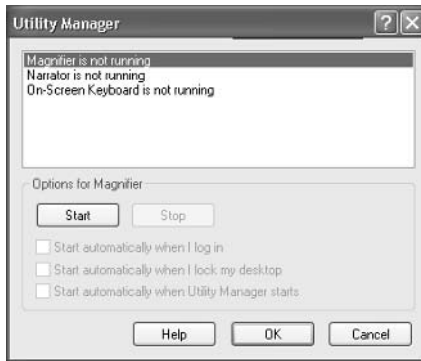 Utility Manager
Magnifier is not running
Narrator is not running
On-Screen Keyboard is not running
Options for Magnifier
Start Stop
Start automatically when I log in
Start automatically when I lock my desktop
Start automatically when Utility Manager starts
Help OK Cancel